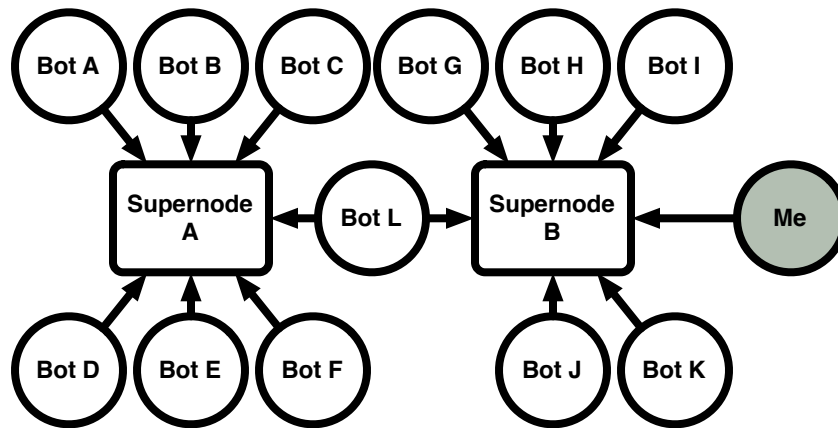 Bot A
Bot B
Bot C
Bot G
Bot H
Bot I
Supernode
A
Bot L
Supernode
B
Me
Bot D
Bot E
Bot F
Bot J
Bot K